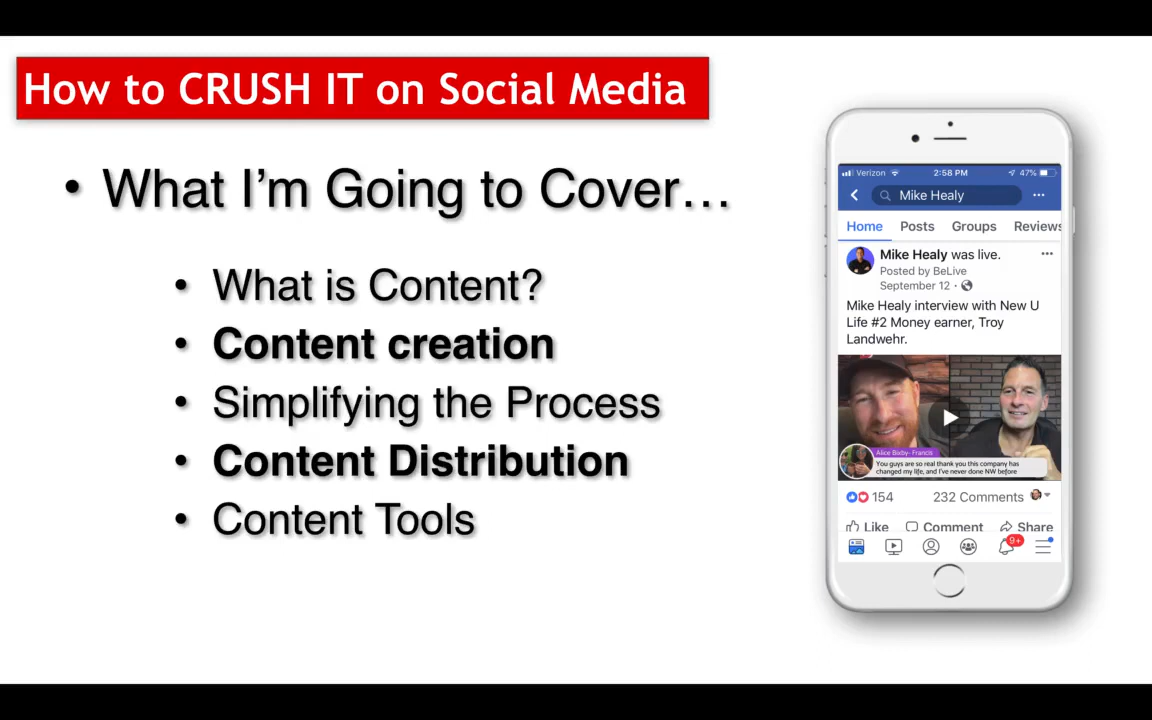 How to CRUSH IT on Social Media
• What I'm Going to Cover…
• What is Content?
• Content creation
• Simplifying the Process
• Content Distribution
• Content Tools
Verizon 2:58 PM 47%
Mike Healy
Home Posts Groups Reviews
Mike Healy was live.
Posted by BeLive
September 12 ·
Mike Healy interview with New U
Life #2 Money earner, Troy
Landwehr.
Alice Bixby- Francis
You guys are so real thank you this company has
changed my life, and I've never done NW before
154 232 Comments
Like Comment Share
9+